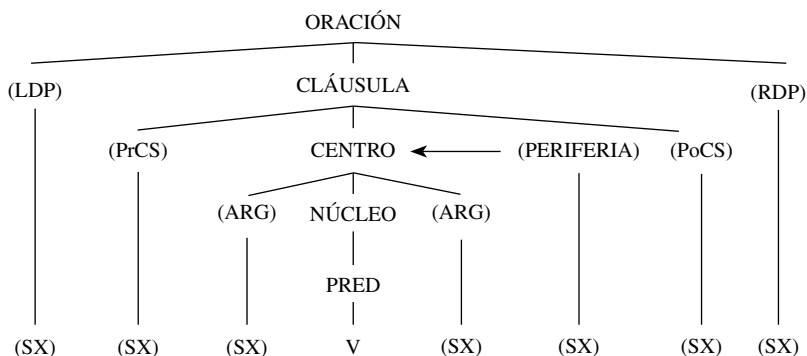 ORACIÓN
(LDP) CLÁUSULA (RDP)
(PrCS) CENTRO (PERIFERIA) (PoCS)
(ARG) NÚCLEO (ARG)
PRED
(SX) (SX) (SX) V (SX) (SX) (SX) (SX)